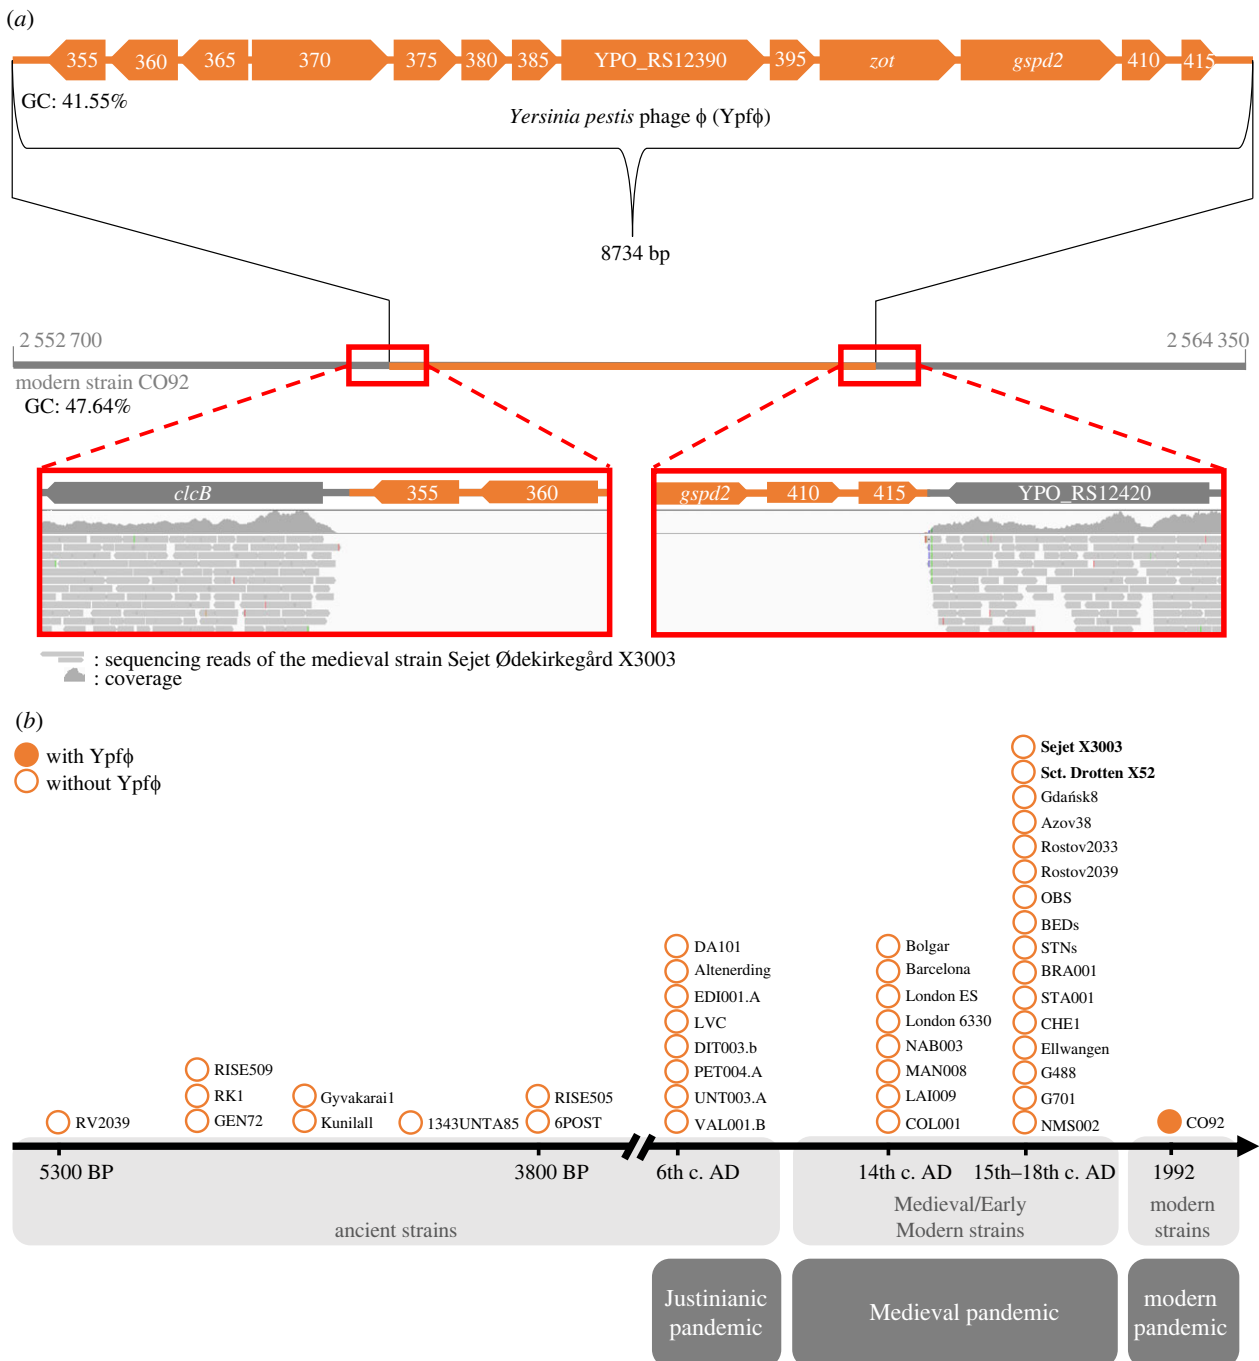 (a)
355 360 365 370 375 380 385 YPO_RS12390 395 zot gspd2 410 415
GC: 41.55%
Yersinia pestis phage ϕ (Ypfϕ)
8734 bp
2 552 700
2 564 350
modern strain CO92
GC: 47.64%
clcB 355 360
gspd2 410 415 YPO_RS12420
: sequencing reads of the medieval strain Sejet Ødekirkegård X3003
: coverage
(b)
with Ypfϕ
without Ypfϕ
RV2039
RISE509
RK1
GEN72
Gyvakarai1
Kunilall
1343UNTA85
RISE505
6POST
DA101
Altenerding
EDI001.A
LVC
DIT003.b
PET004.A
UNT003.A
VAL001.B
Bolgar
Barcelona
London ES
London 6330
NAB003
MAN008
LAI009
COL001
Sejet X3003
Sct. Drotten X52
Gdańsk8
Azov38
Rostov2033
Rostov2039
OBS
BEDs
STNs
BRA001
STA001
CHE1
Ellwangen
G488
G701
NMS002
CO92
5300 BP
3800 BP
6th c. AD
14th c. AD
15th–18th c. AD
1992
ancient strains
Medieval/Early
Modern strains
modern
strains
Justinianic
pandemic
Medieval pandemic
modern
pandemic